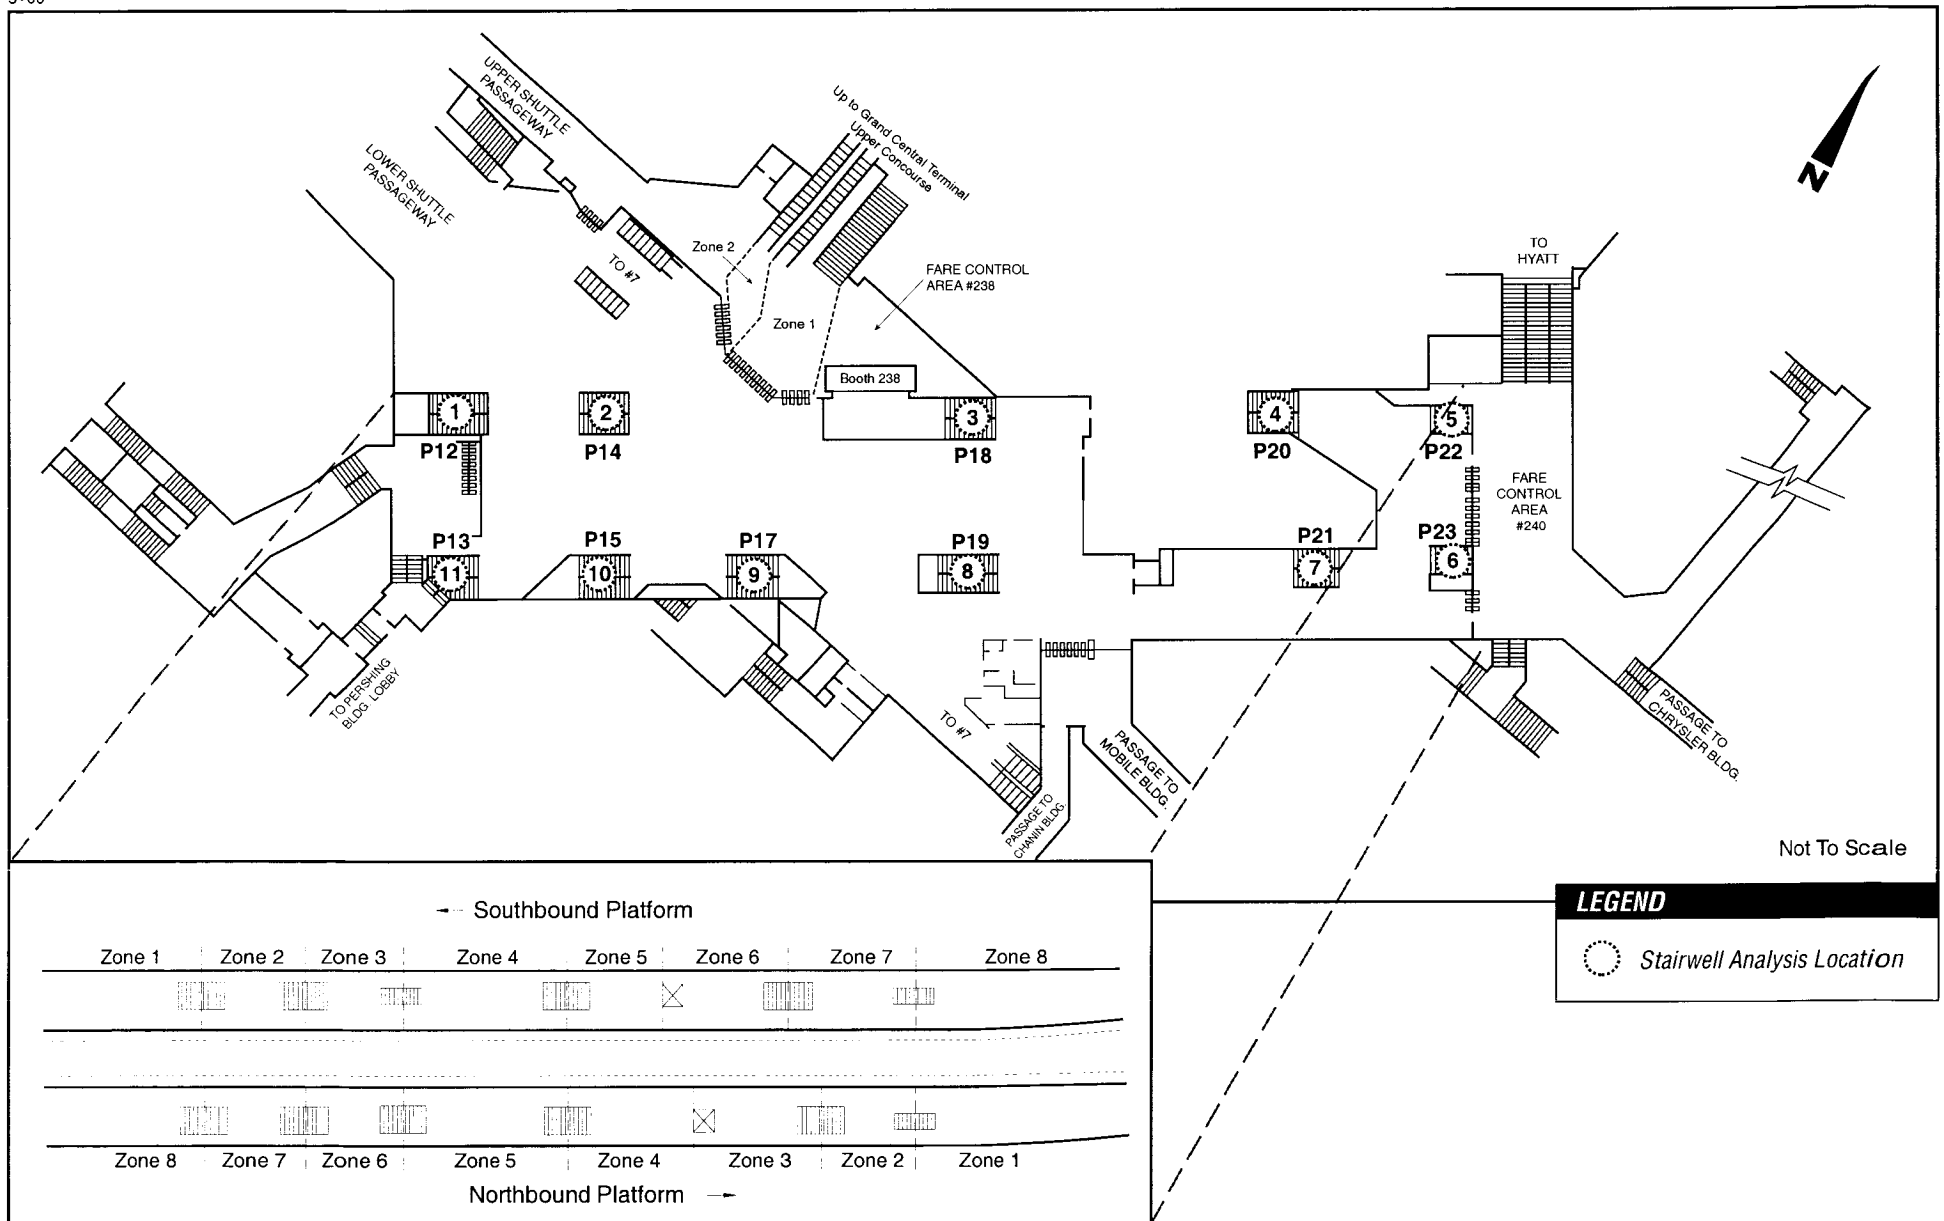 UPPER SHUTTLE
PASSAGEWAY
LOWER SHUTTLE
PASSAGEWAY
Up to Grand Central Terminal
Upper Concourse
N
Zone 2
TO #7
FARE CONTROL
AREA #238
Zone 1
TO
HYATT
Booth 238
1
2
3
4
5
P12
P14
P18
P20
P22
FARE
CONTROL
AREA
#240
P13
P15
P17
P19
P21
P23
11
10
9
8
7
6
TO PERSHING
BLDG. LOBBY
TO #7
PASSAGE TO
CHANIN BLDG.
PASSAGE TO
MOBILE BLDG.
PASSAGE TO
CHRYSLER BLDG.
Not To Scale
LEGEND
Stairwell Analysis Location
Southbound Platform
Zone 1 Zone 2 Zone 3 Zone 4 Zone 5 Zone 6 Zone 7 Zone 8
Zone 8 Zone 7 Zone 6 Zone 5 Zone 4 Zone 3 Zone 2 Zone 1
Northbound Platform